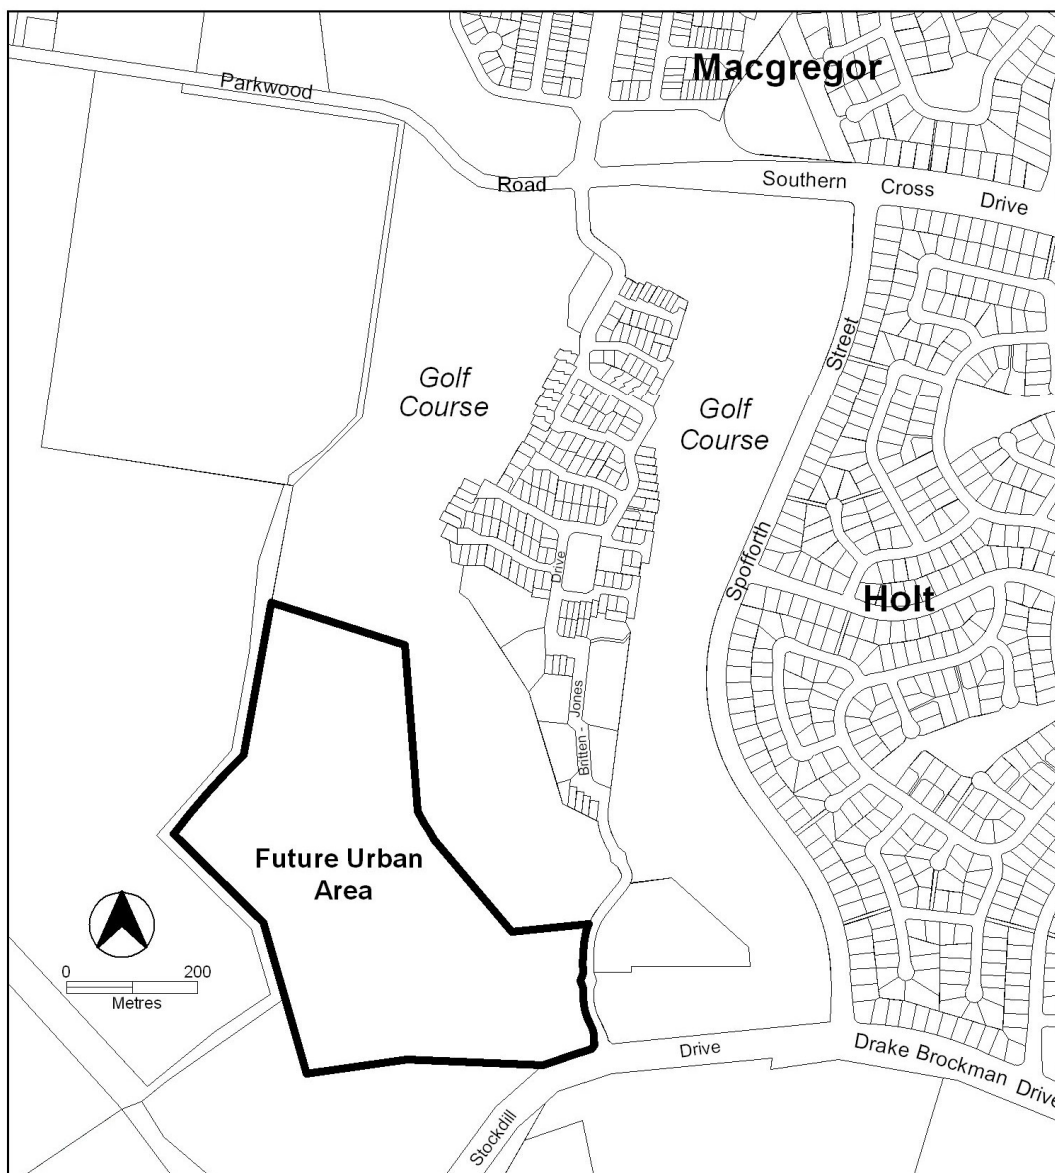 Macgregor
Parkwood
Road
Southern Cross Drive
Street
Golf
Course
Golf
Course
Spofforth
Drive
Holt
Britten - Jones
Future Urban
Area
0 200
Metres
Drive
Drake Brockman Drive
Stockdill